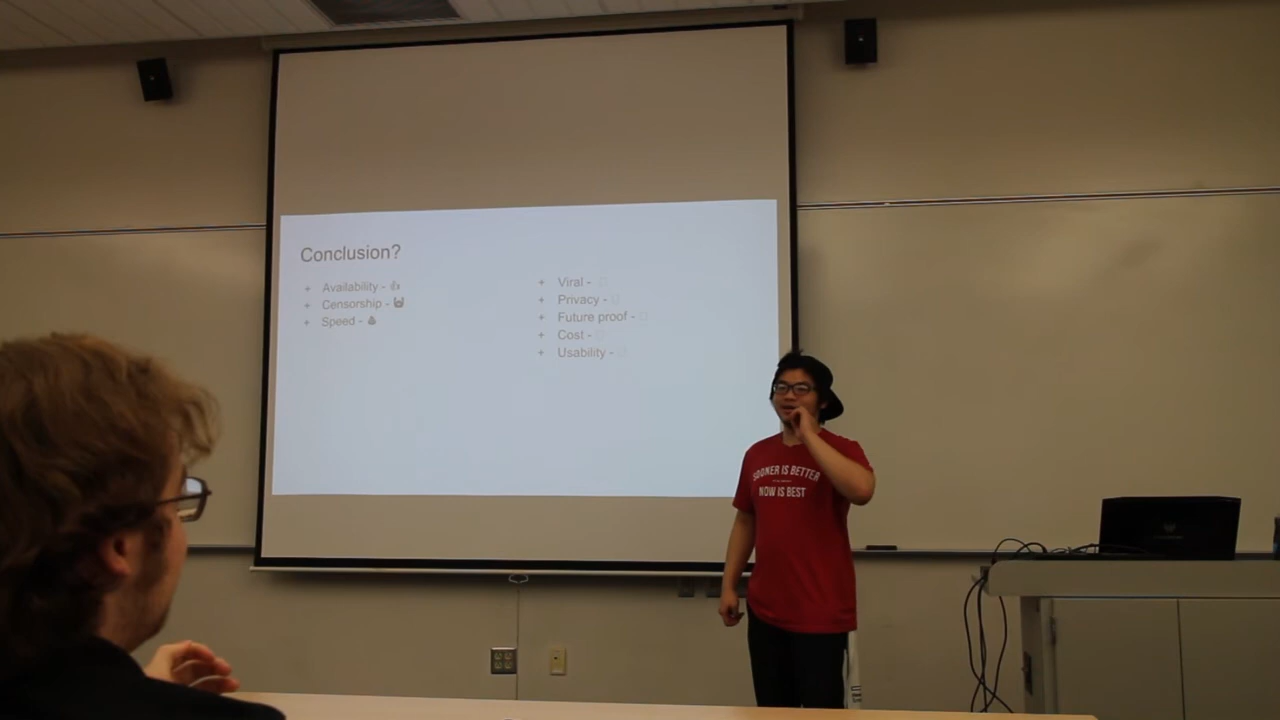 Conclusion?
+ Availability - 👍
+ Censorship -
+ Speed - 💩
+ Viral -
+ Privacy -
+ Future proof -
+ Cost -
+ Usability -
SOONER IS BETTER
NOW IS BEST